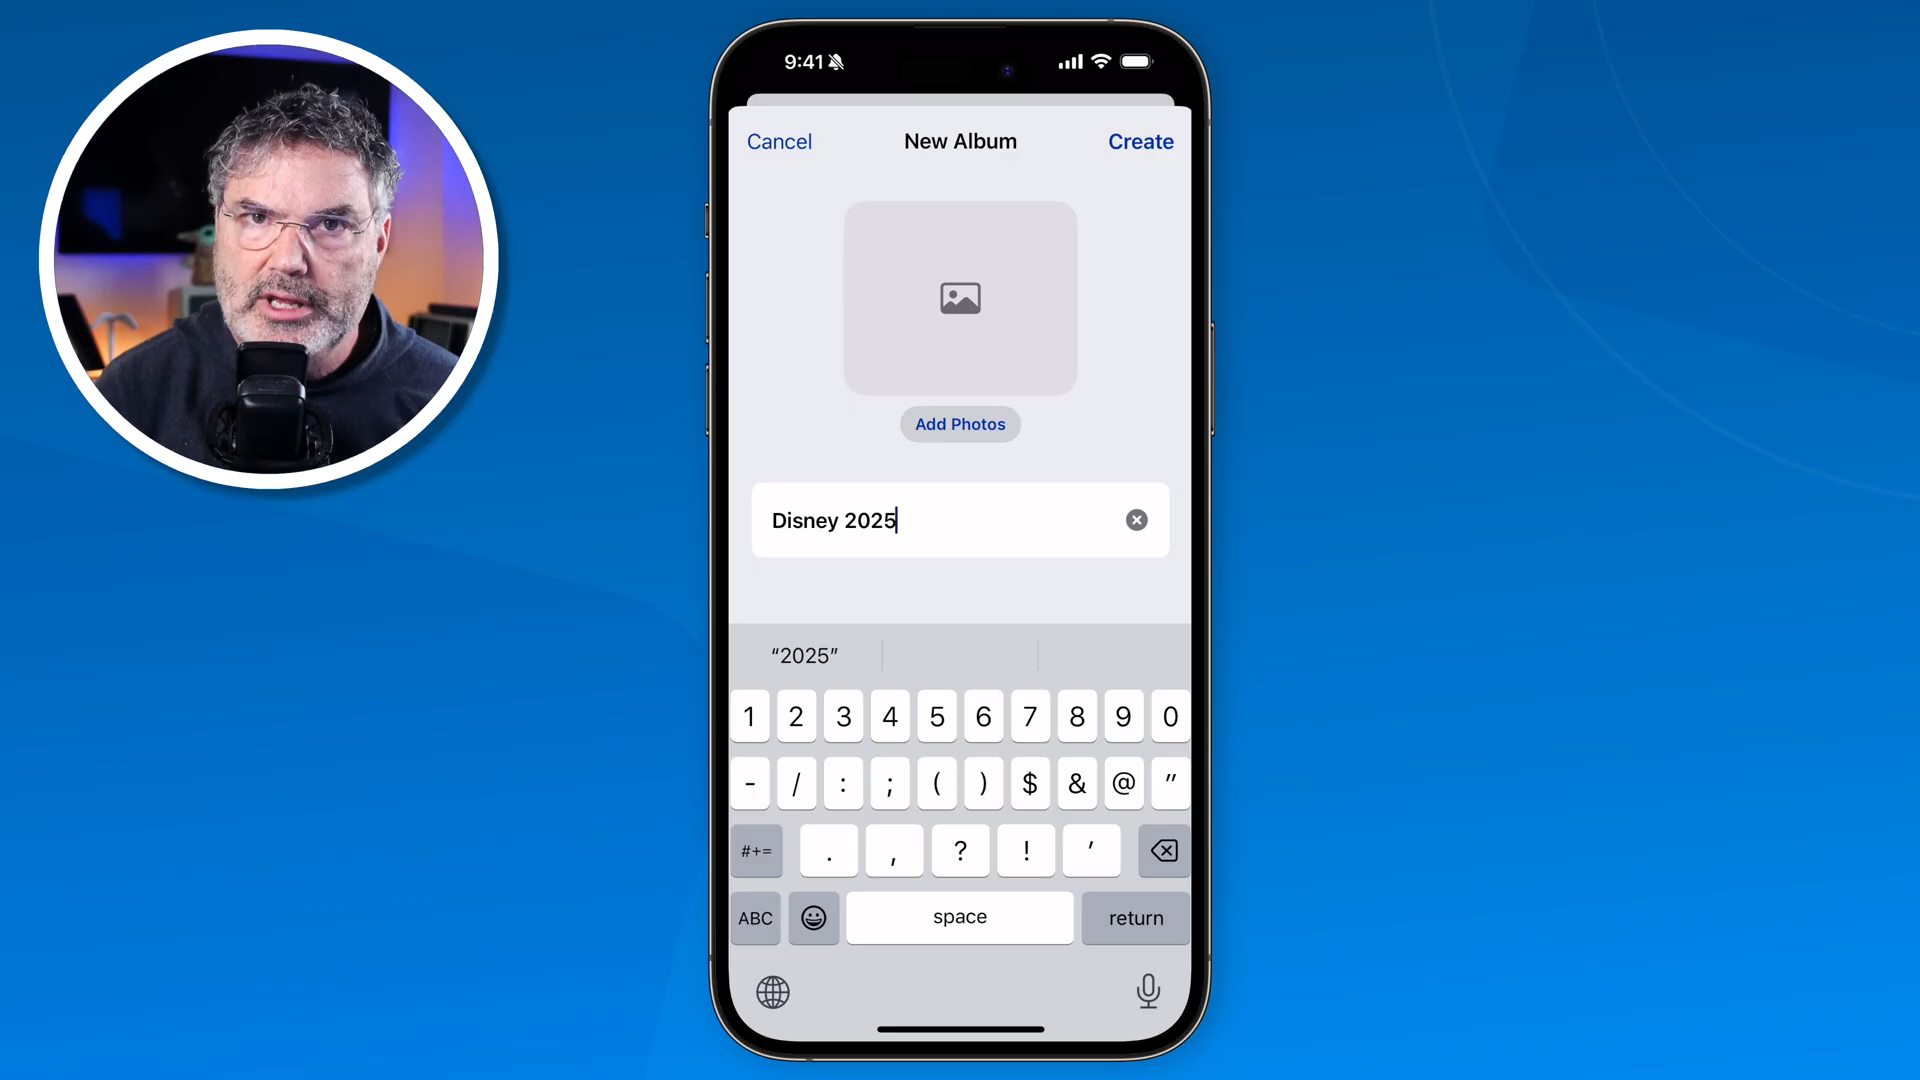 9:41
Cancel New Album Create
Add Photos
Disney 2025
“2025”
1 2 3 4 5 6 7 8 9 0
- / : ; ( ) $ & @ "
#+= . , ? ! '
ABC space return